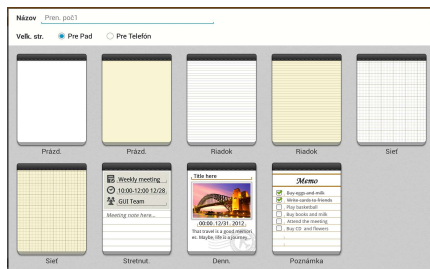 Názov Pren. poč1
Veľk. str. Pre Pad Pre Telefón
Prázd. Prázd. Riadok Riadok Sieť
Weekly meeting
10:00-12:00 12/28
GUI Team
Meeting note here...
Title here
00:00. 12/31. 2012
That travel is a good memori
es. Maybe, life is a journey...
Memo
Buy eggs and milk
Write cards to friends
Play basketball
Buy books and milk
Attend the meeting
Buy CD and flowers
Sieť Stretnut. Denn. Poznámka